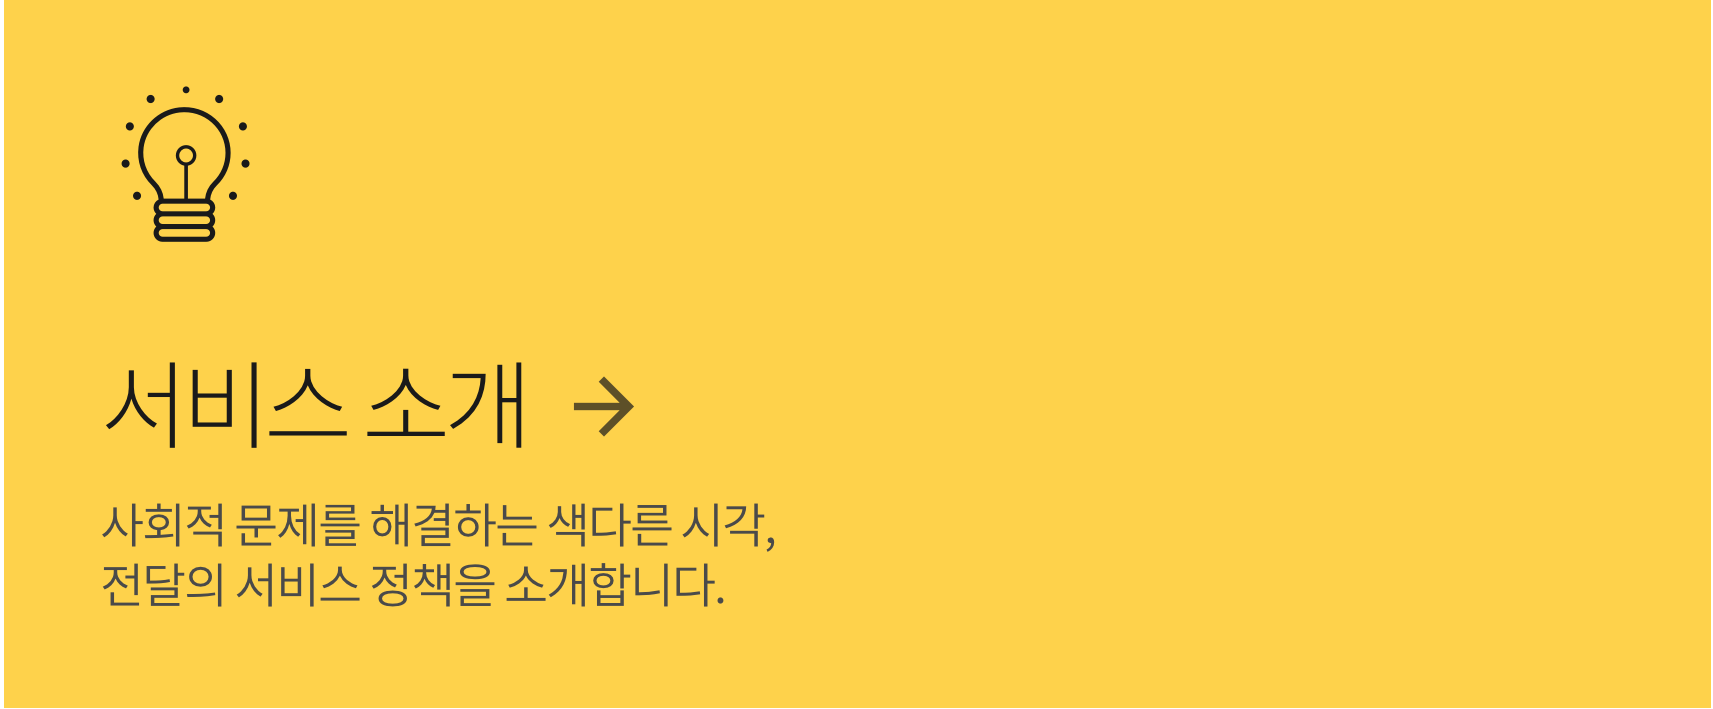 서비스 소개 →
사회적 문제를 해결하는 색다른 시각,
전달의 서비스 정책을 소개합니다.